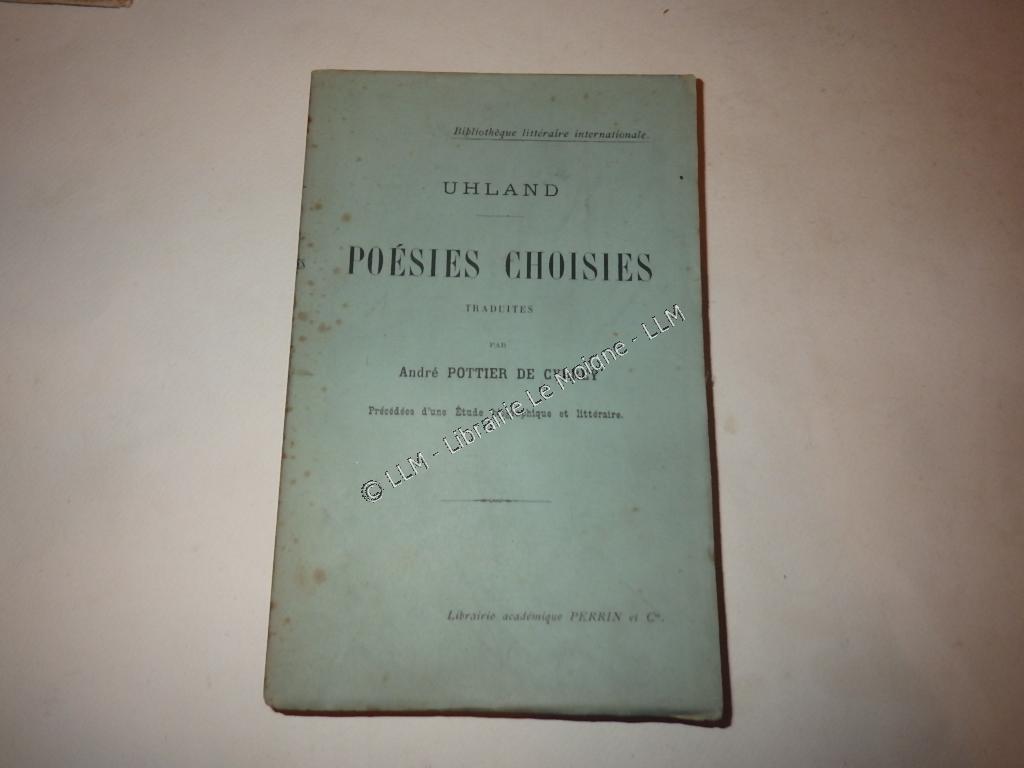 Bibliothèque littéraire internationale.
UHLAND
POÉSIES CHOISIES
TRADUITES
PAR
André POTTIER DE
Précédées d'une Étude et littéraire.
© LLM - Librairie Le Moigne - LLM
Librairie académique PERRIN et Cie.